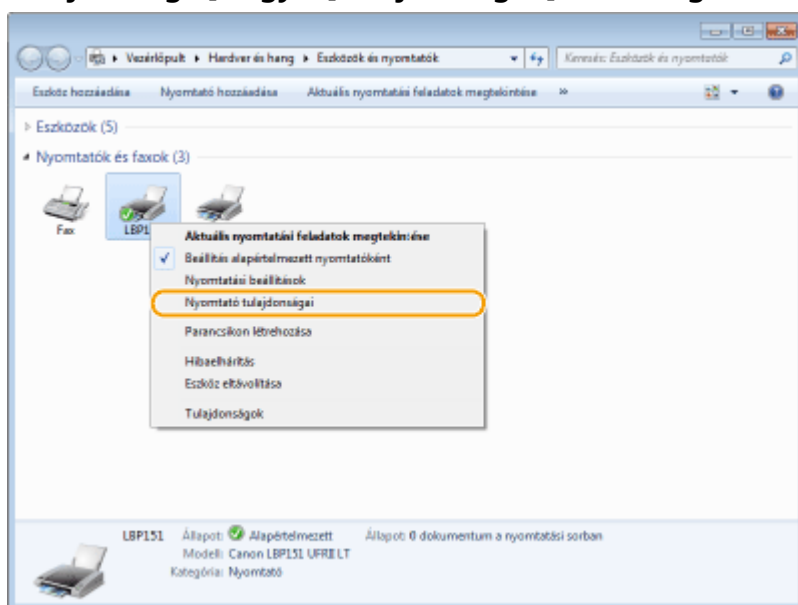 Vezérlőpult ▸ Hardver és hang ▸ Eszközök és nyomtatók
Keresés: Eszközök és nyomtatók
Eszköz hozzáadása Nyomtató hozzáadása Aktuális nyomtatási feladatok megtekintése »
Eszközök (5)
Nyomtatók és faxok (3)
Fax
LBP1
Aktuális nyomtatási feladatok megtekintése
Beállítás alapértelmezett nyomtatóként
Nyomtatási beállítások
Nyomtató tulajdonságai
Parancsikon létrehozása
Hibaelhárítás
Eszköz eltávolítása
Tulajdonságok
LBP151 Állapot: Alapértelmezett Állapot: 0 dokumentum a nyomtatási sorban
Modell: Canon LBP151 UFRII LT
Kategória: Nyomtató